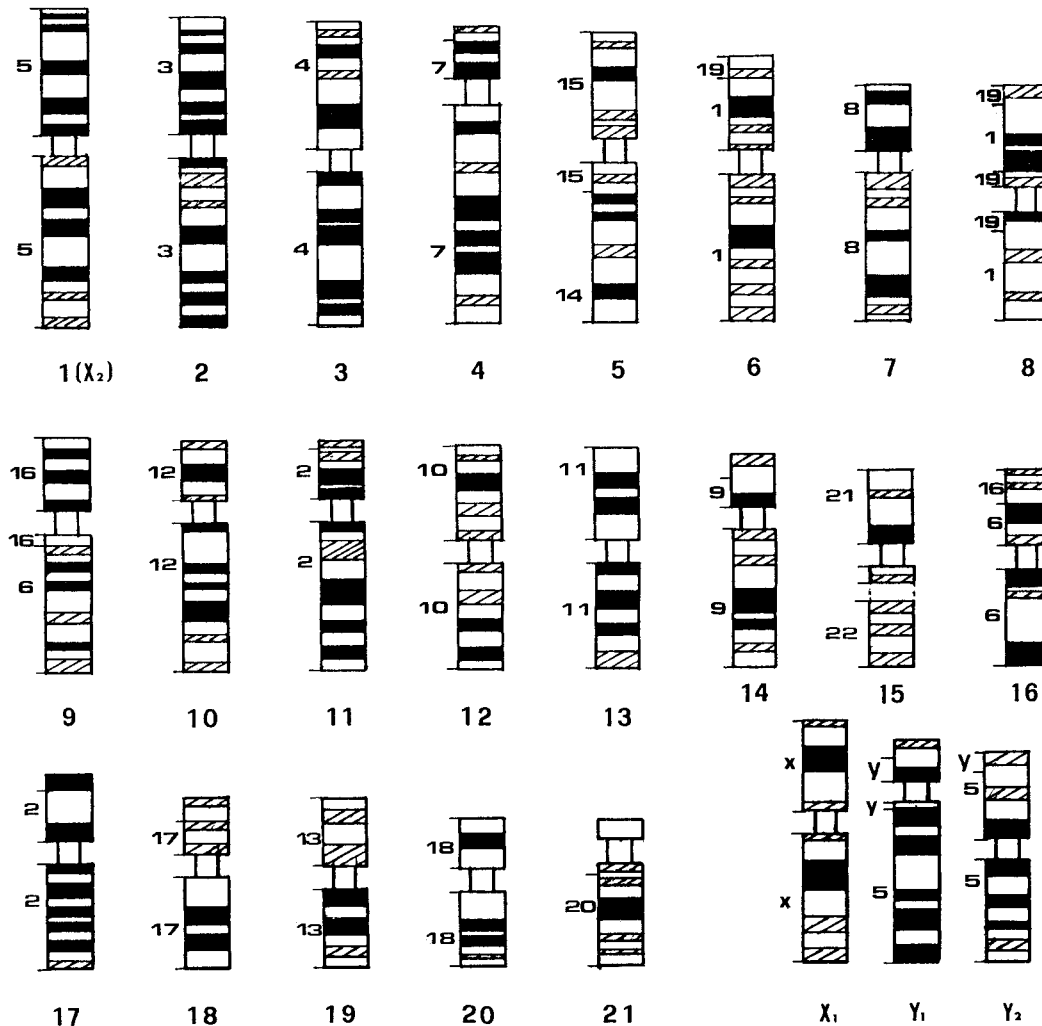 5 3 4 7 15 19 1 8 19 1
15 19 19
5 3 4 7 14 1 8 1
1(X₂) 2 3 4 5 6 7 8
16 12 2 10 11 9 21 16 6
16
6 12 2 10 11 9 22 6
9 10 11 12 13 14 15 16
2 17 13 18 x y y 5
y
2 17 13 18 20 x 5 5
17 18 19 20 21 X₁ Y₁ Y₂